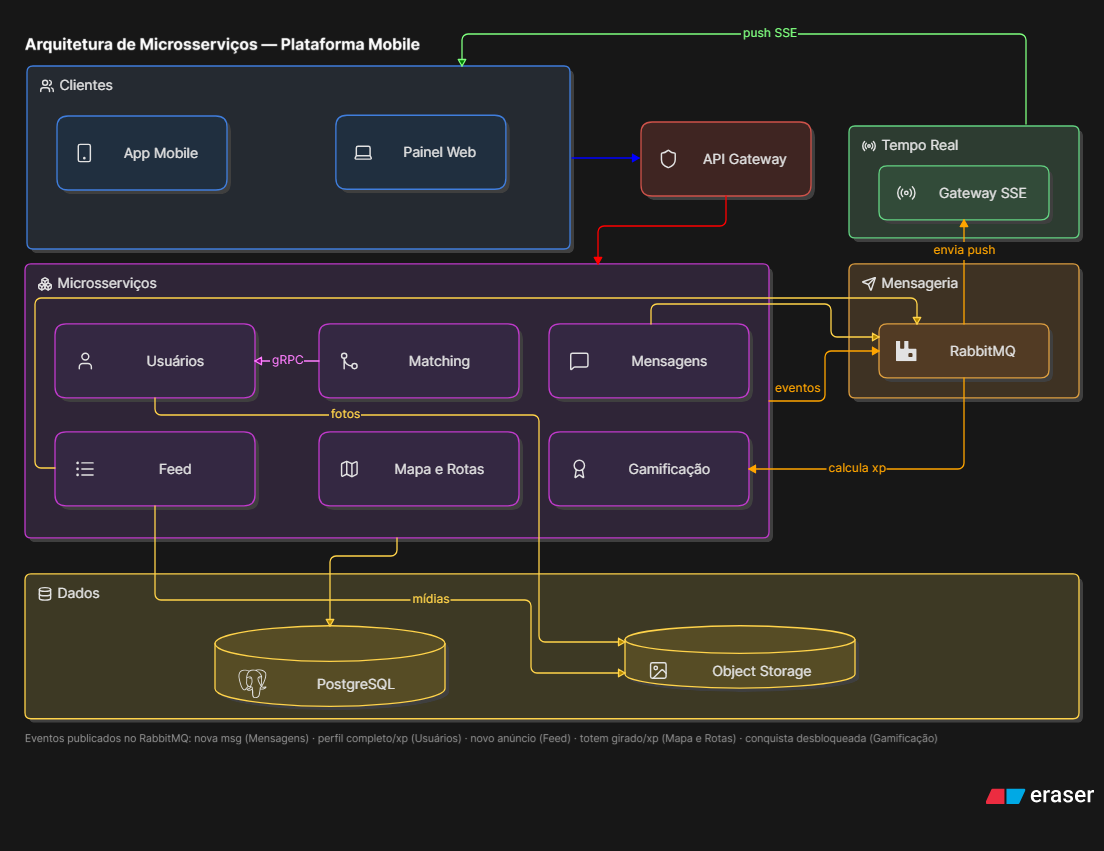 Arquitetura de Microsserviços — Plataforma Mobile
push SSE
Clientes
App Mobile
Painel Web
API Gateway
Tempo Real
Gateway SSE
envia push
Microsserviços
Mensageria
Usuários
gRPC
Matching
Mensagens
RabbitMQ
eventos
fotos
Feed
Mapa e Rotas
Gamificação
calcula xp
Dados
mídias
PostgreSQL
Object Storage
Eventos publicados no RabbitMQ: nova msg (Mensagens) · perfil completo/xp (Usuários) · novo anúncio (Feed) · totem girado/xp (Mapa e Rotas) · conquista desbloqueada (Gamificação)
eraser